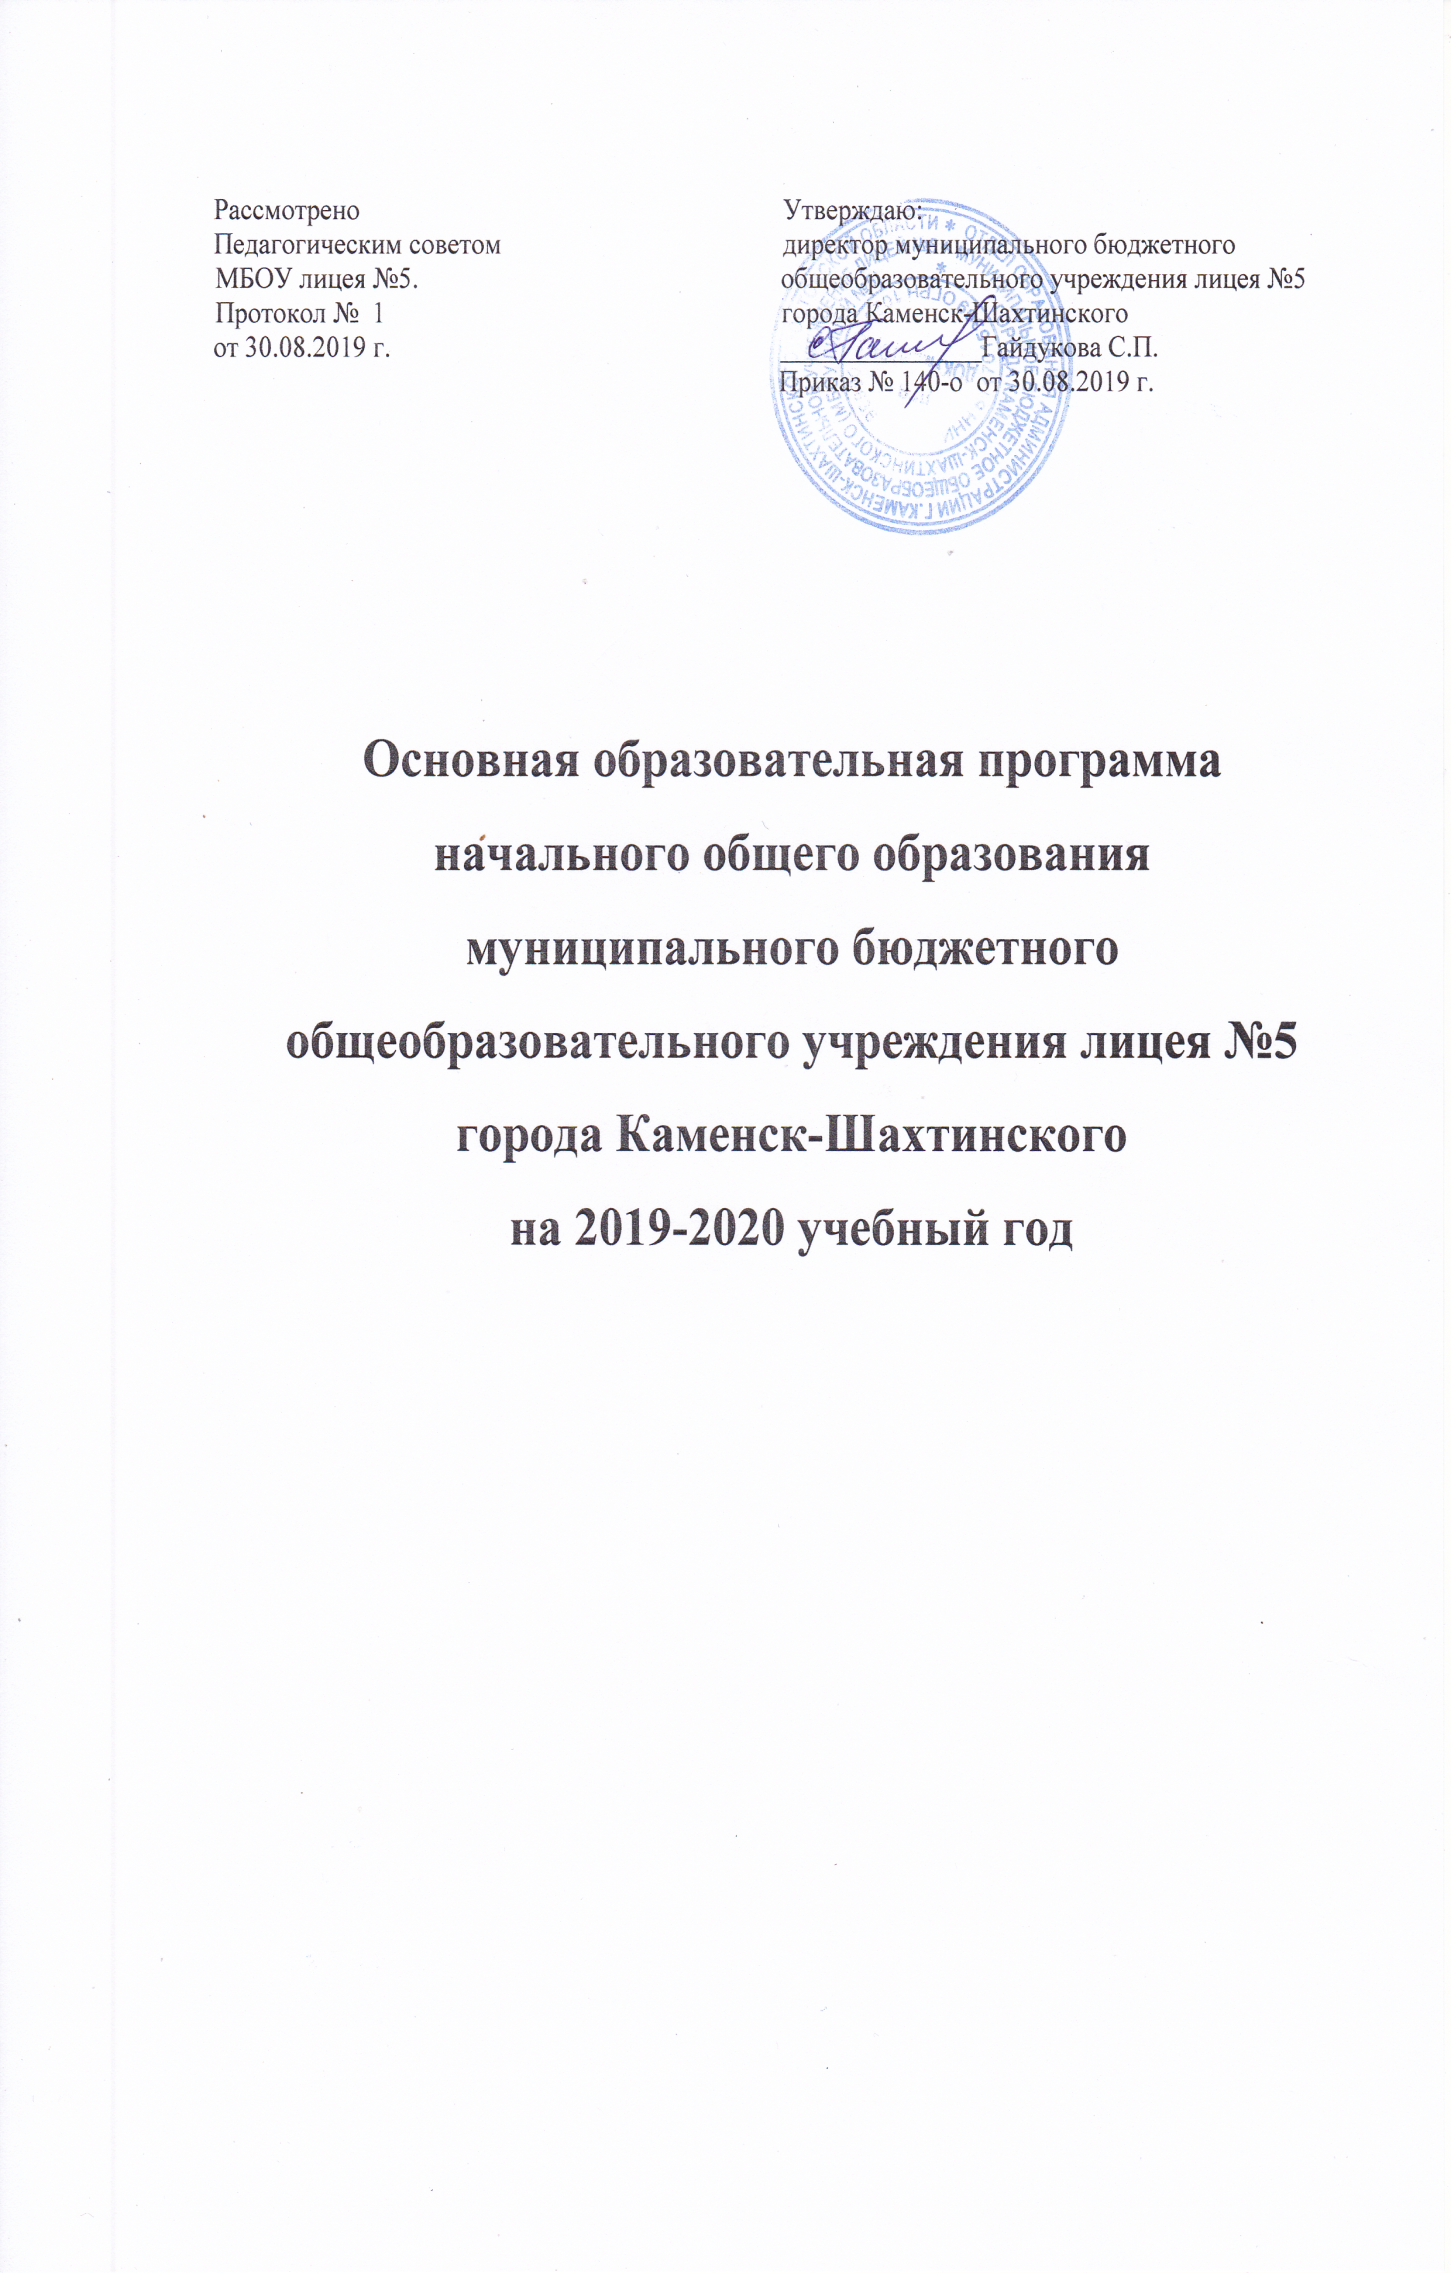 Рассмотрено
Педагогическим советом
МБОУ лицея №5.
Протокол № 1
от 30.08.2019 г.
Утверждаю:
директор муниципального бюджетного
общеобразовательного учреждения лицея №5
города Каменск-Шахтинского
Гайдукова С.П.
Приказ № 140-о от 30.08.2019 г.
Основная образовательная программа
начального общего образования
муниципального бюджетного
общеобразовательного учреждения лицея №5
города Каменск-Шахтинского
на 2019-2020 учебный год